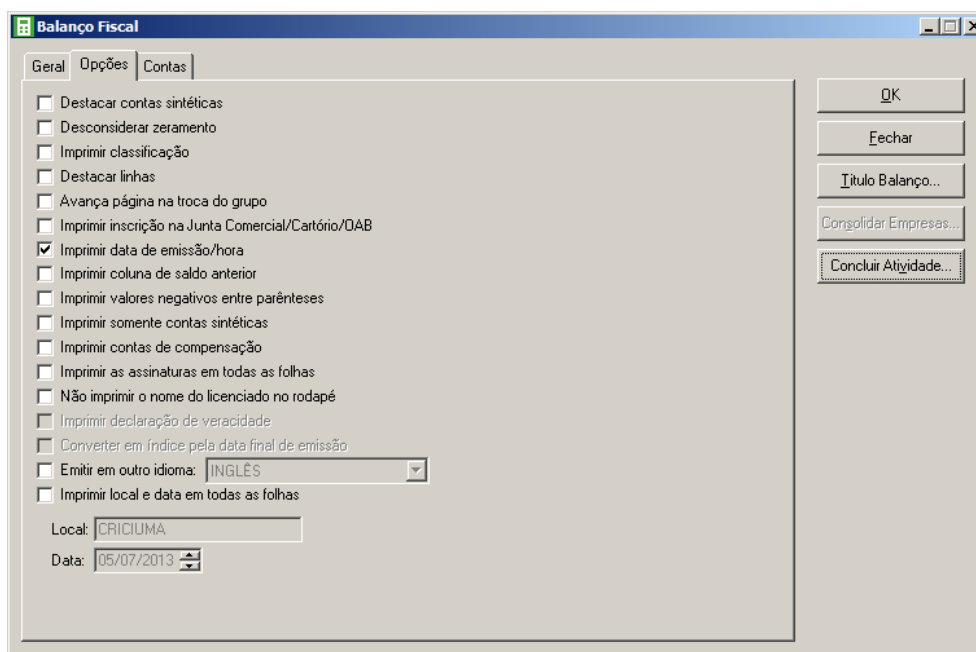 Balanço Fiscal
Geral Opções Contas
Destacar contas sintéticas
Desconsiderar zeramento
Imprimir classificação
Destacar linhas
Avança página na troca do grupo
Imprimir inscrição na Junta Comercial/Cartório/OAB
Imprimir data de emissão/hora
Imprimir coluna de saldo anterior
Imprimir valores negativos entre parênteses
Imprimir somente contas sintéticas
Imprimir contas de compensação
Imprimir as assinaturas em todas as folhas
Não imprimir o nome do licenciado no rodapé
Imprimir declaração de veracidade
Converter em índice pela data final de emissão
Emitir em outro idioma: INGLÊS
Imprimir local e data em todas as folhas
Local: CRICIUMA
Data: 05/07/2013
OK
Fechar
Titulo Balanço...
Consolidar Empresas...
Concluir Atividade...